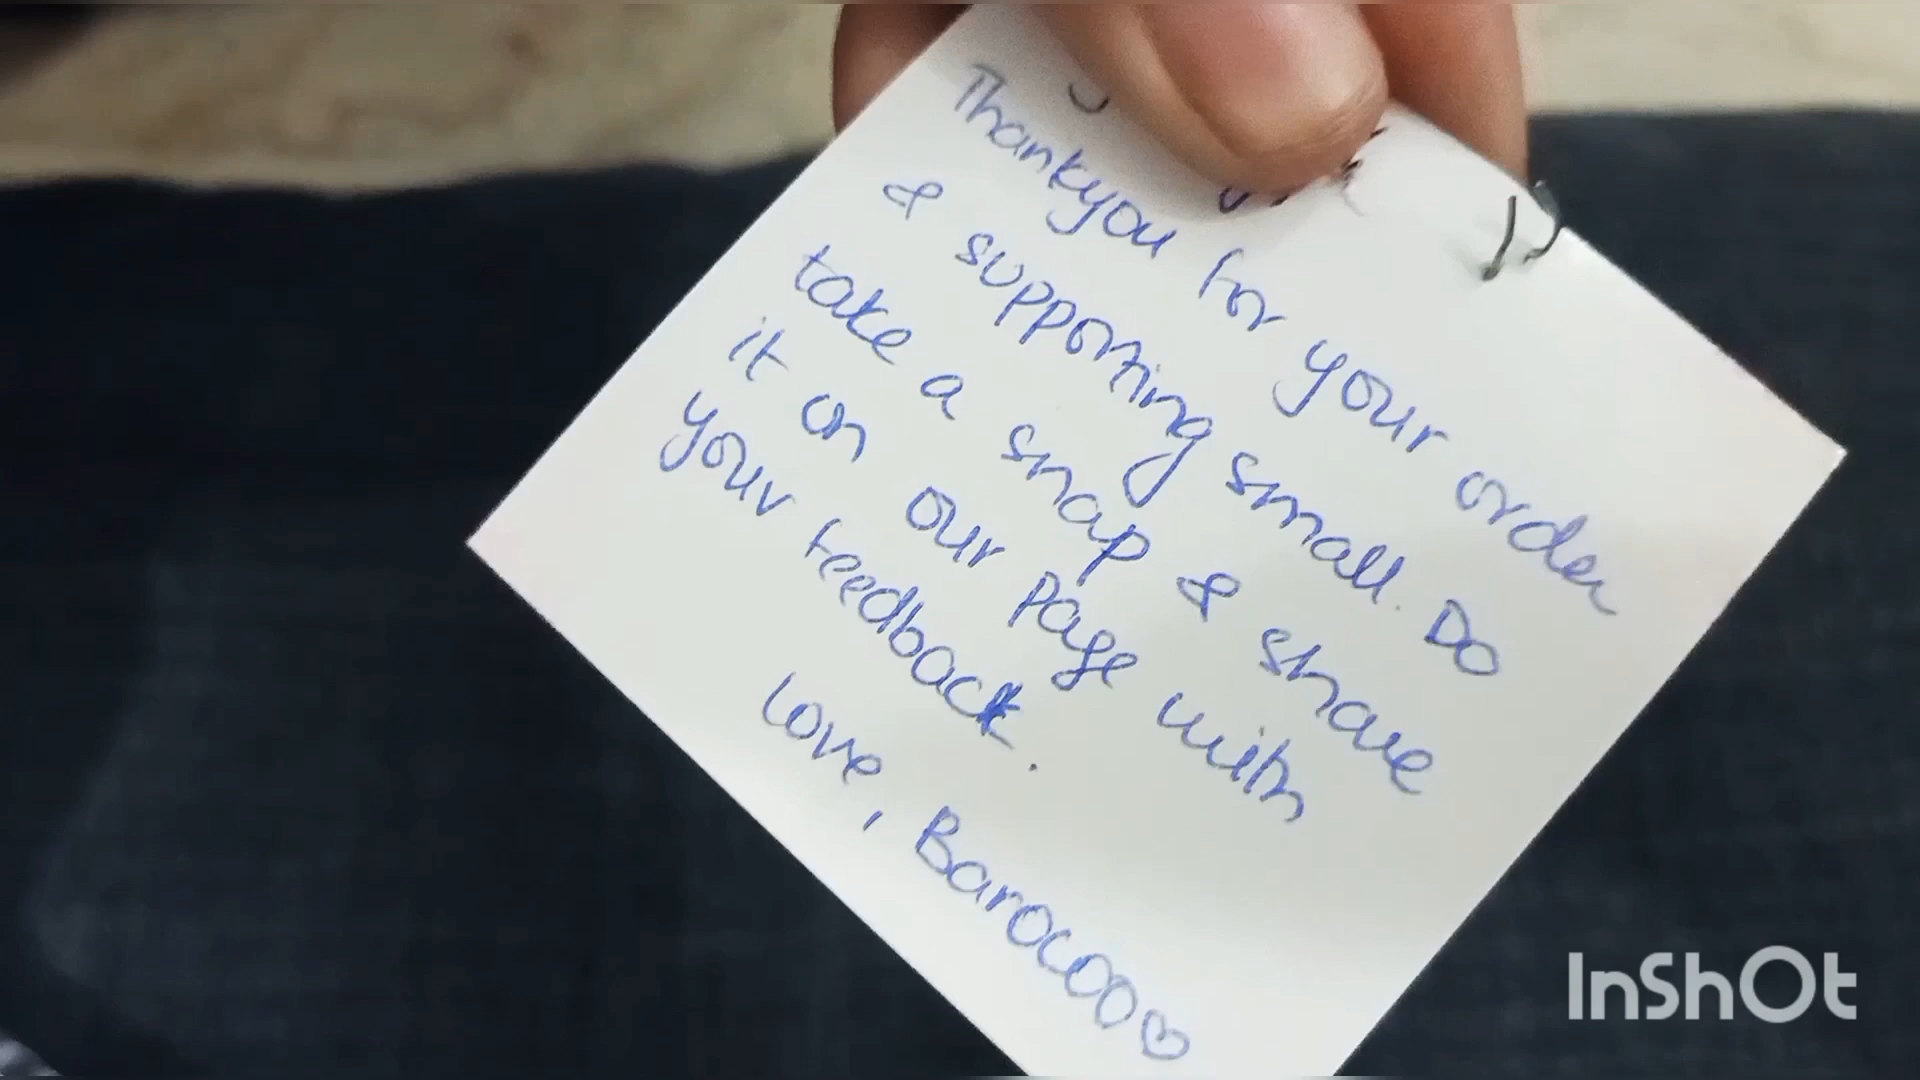 Thankyou for your order
& supporting small. Do
take a snap & share
it on our page with
your feedback.
Love, Barocoo♡
InShOt